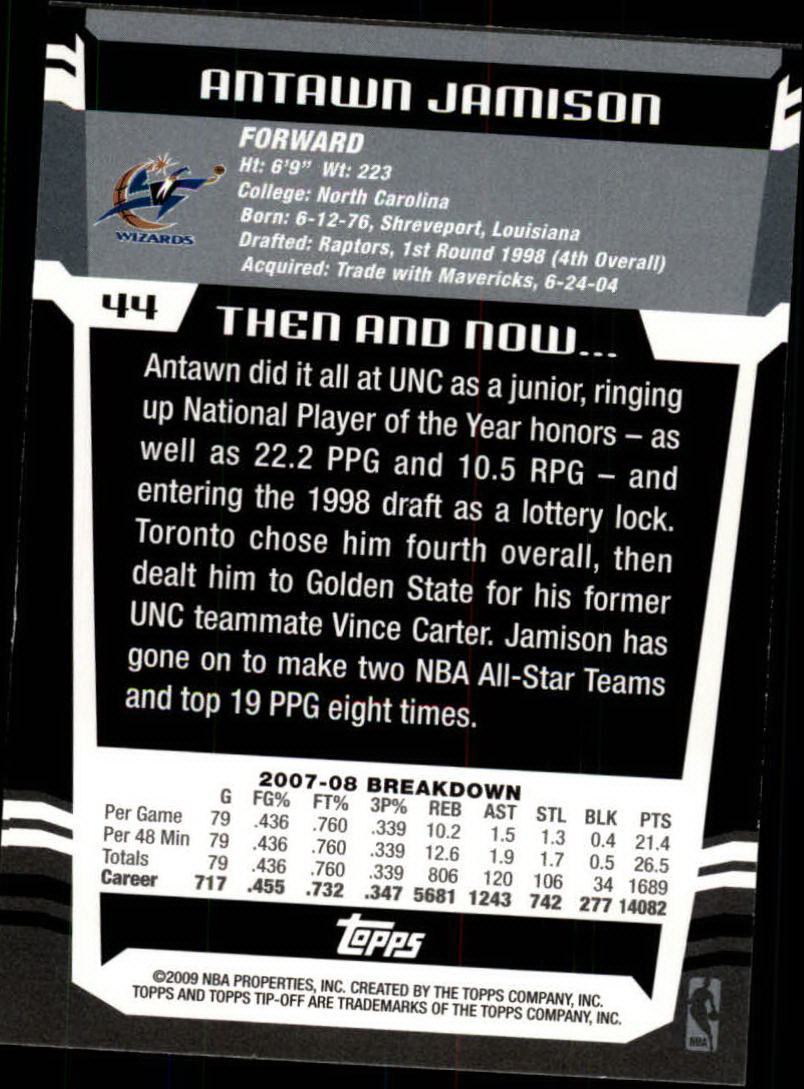 ANTAWN JAMISON
FORWARD
Ht: 6'9" Wt: 223
College: North Carolina
Born: 6-12-76, Shreveport, Louisiana
Drafted: Raptors, 1st Round 1998 (4th Overall)
Acquired: Trade with Mavericks, 6-24-04
WIZARDS
44
THEN AND NOW...
Antawn did it all at UNC as a junior, ringing
up National Player of the Year honors – as
well as 22.2 PPG and 10.5 RPG – and
entering the 1998 draft as a lottery lock.
Toronto chose him fourth overall, then
dealt him to Golden State for his former
UNC teammate Vince Carter. Jamison has
gone on to make two NBA All-Star Teams
and top 19 PPG eight times.
2007-08 BREAKDOWN
G FG% FT% 3P% REB AST STL BLK PTS
Per Game 79 .436 .760 .339 10.2 1.5 1.3 0.4 21.4
Per 48 Min 79 .436 .760 .339 12.6 1.9 1.7 0.5 26.5
Totals 79 .436 .760 .339 806 120 106 34 1689
Career 717 .455 .732 .347 5681 1243 742 277 14082
Topps
©2009 NBA PROPERTIES, INC. CREATED BY THE TOPPS COMPANY, INC.
TOPPS AND TOPPS TIP-OFF ARE TRADEMARKS OF THE TOPPS COMPANY, INC.
NBA